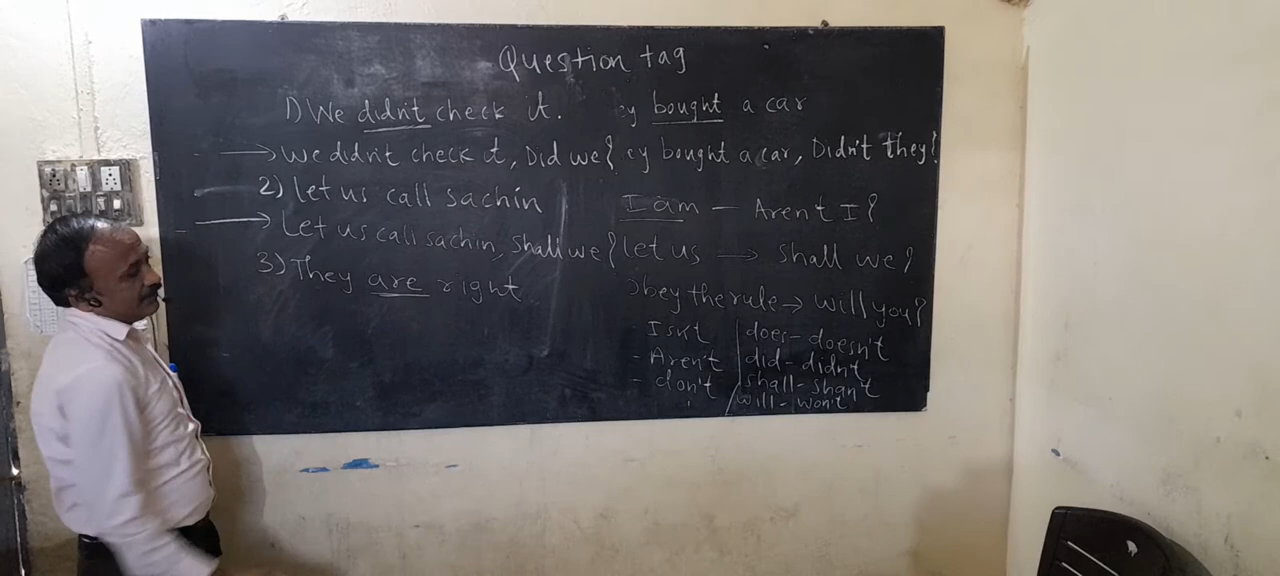 Question tag
1) We didn't check it.
→ We didn't check it, Did we?
2) Let us call sachin
→ Let us call sachin, Shall we?
3) They are right
ey bought a car
ey bought a car, Didn't they?
I am — Aren't I?
let us → Shall we?
bey the rule → will you?
- Isn't
- Aren't
- don't
does - doesn't
did - didn't
shall - shan't
will - won't